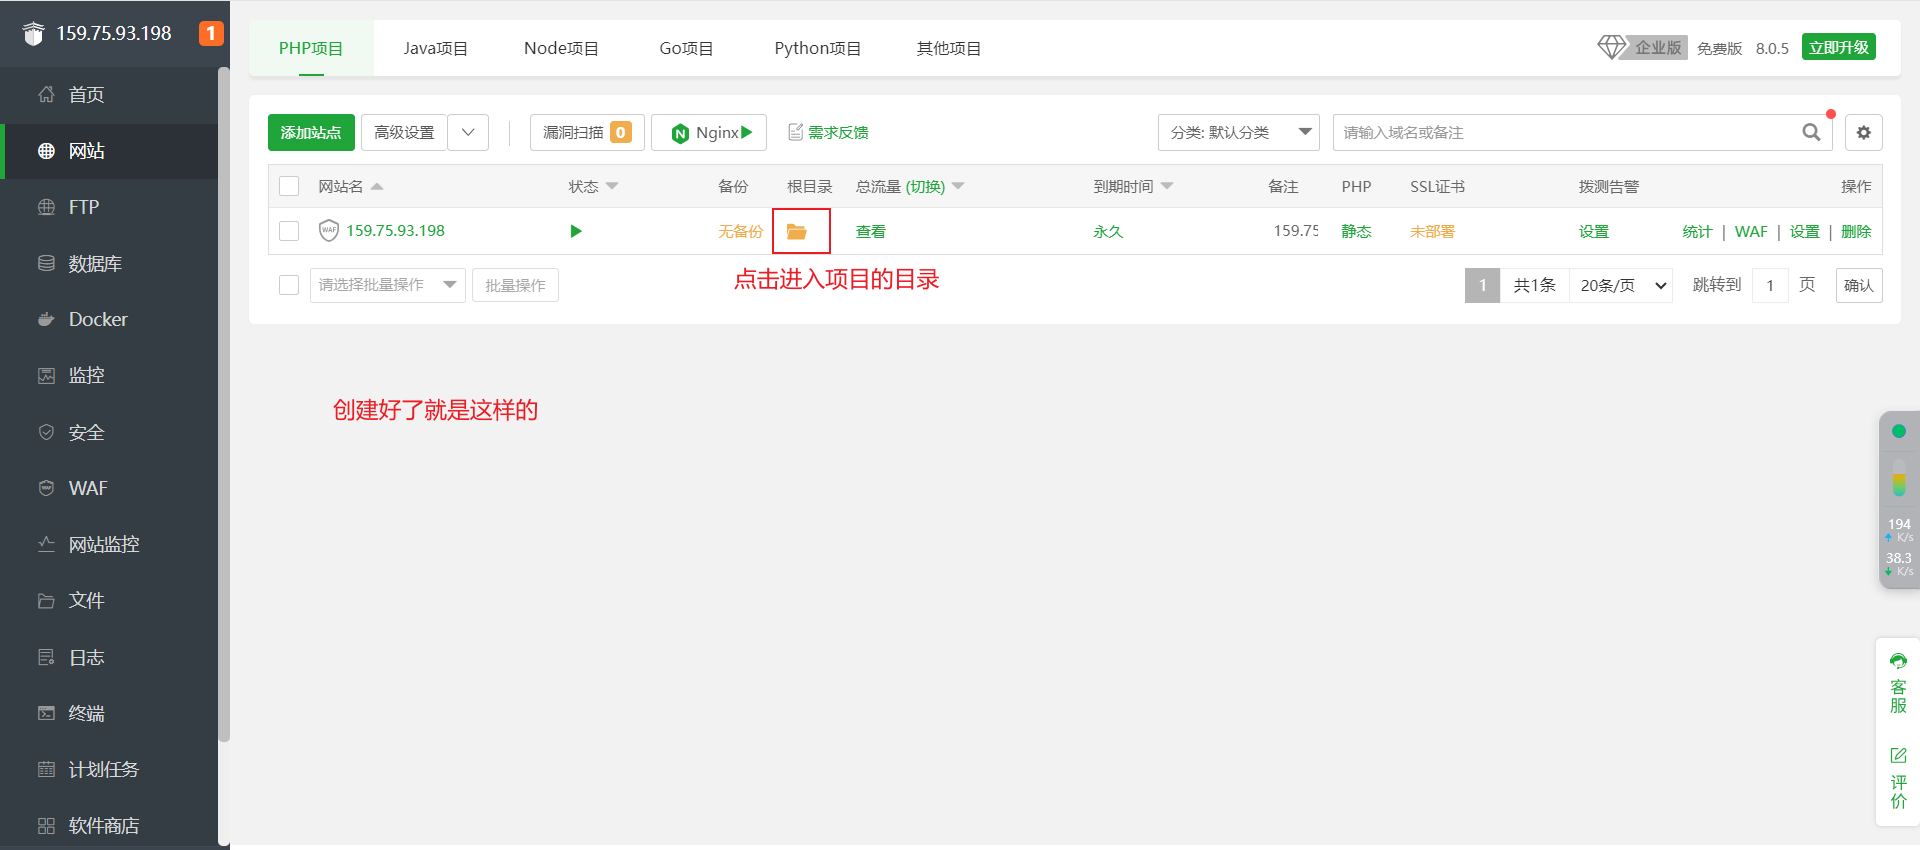 159.75.93.198 1
首页
网站
FTP
数据库
Docker
监控
安全
WAF
网站监控
文件
日志
终端
计划任务
软件商店
PHP项目 Java项目 Node项目 Go项目 Python项目 其他项目
企业版 免费版 8.0.5 立即升级
添加站点 高级设置 漏洞扫描 0 Nginx 需求反馈 分类: 默认分类 请输入域名或备注
网站名 状态 备份 根目录 总流量 (切换) 到期时间 备注 PHP SSL证书 拨测告警 操作
WAF 159.75.93.198 无备份 查看 永久 159.75 静态 未部署 设置 统计 | WAF | 设置 | 删除
请选择批量操作 批量操作 1 共1条 20条/页 跳转到 1 页 确认
点击进入项目的目录
创建好了就是这样的
194
K/s
38.3
K/s
客服
评价